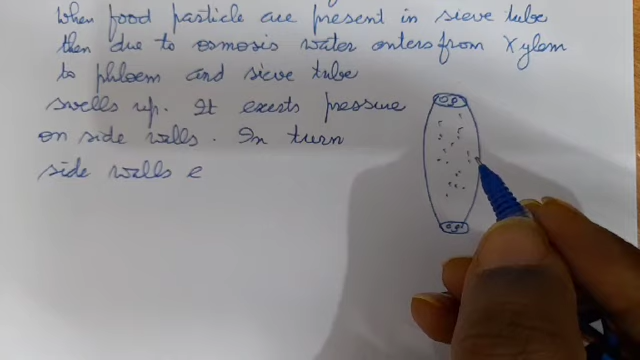 when food particle are present in sieve tube
then due to osmosis water enters from Xylem
to phloem and sieve tube
swells up. It exests pressure
on side walls. In turn
side walls e